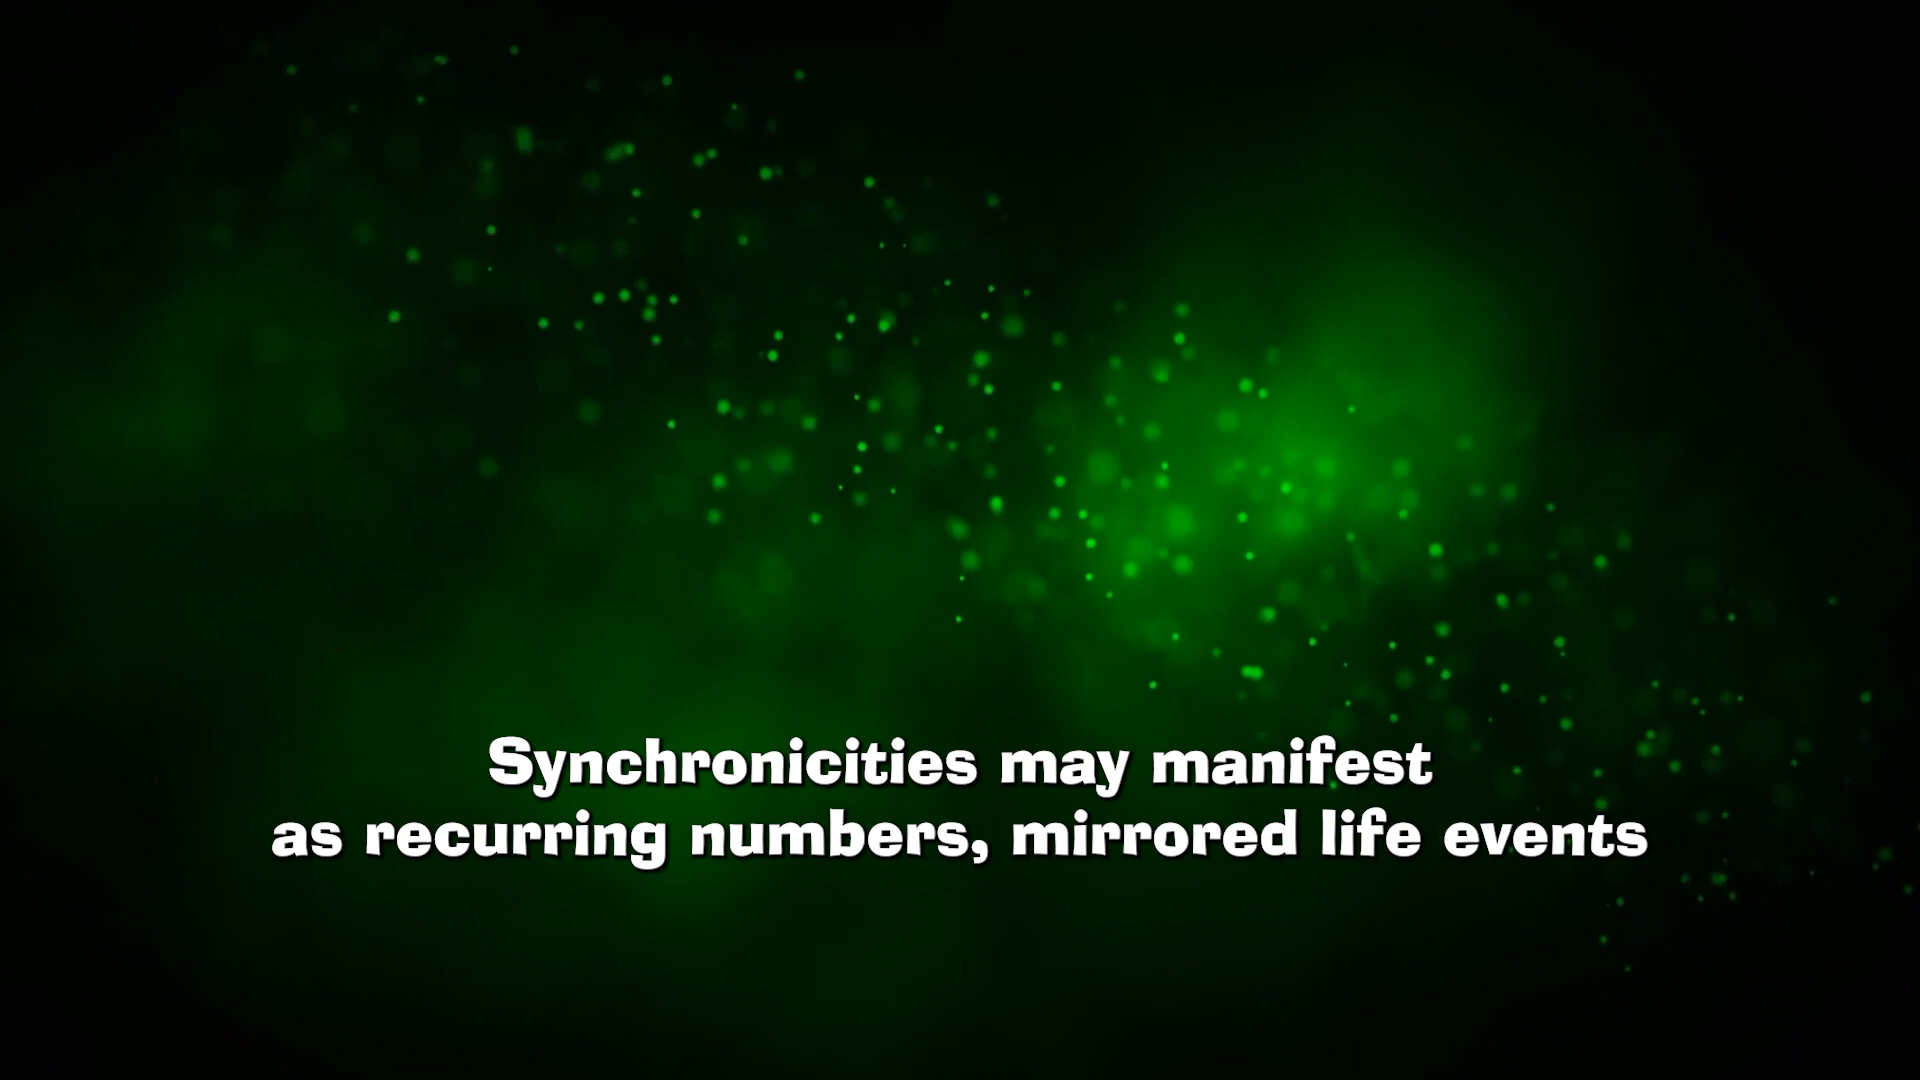 Synchronicities may manifest
as recurring numbers, mirrored life events